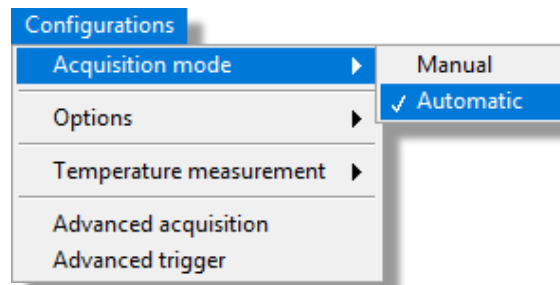 Configurations
Acquisition mode
Manual
Automatic
Options
Temperature measurement
Advanced acquisition
Advanced trigger